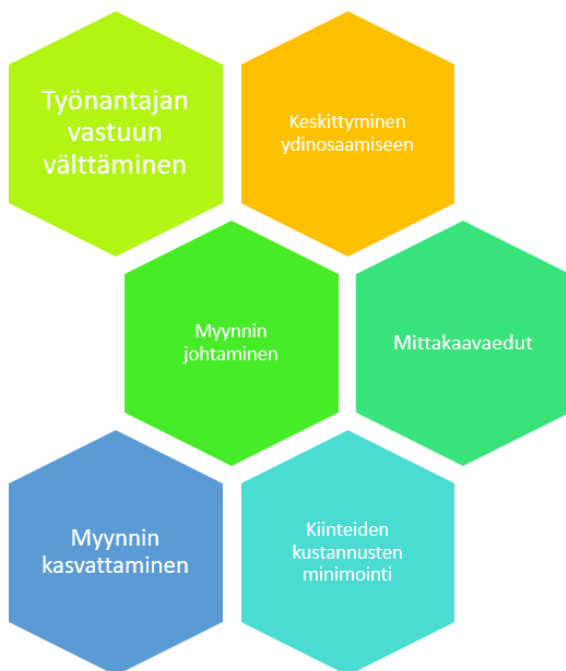 Työnantajan
vastuun
välttäminen
Keskittyminen
ydinosaamiseen
Myynnin
johtaminen
Mittakaavaedut
Myynnin
kasvattaminen
Kiinteiden
kustannusten
minimointi